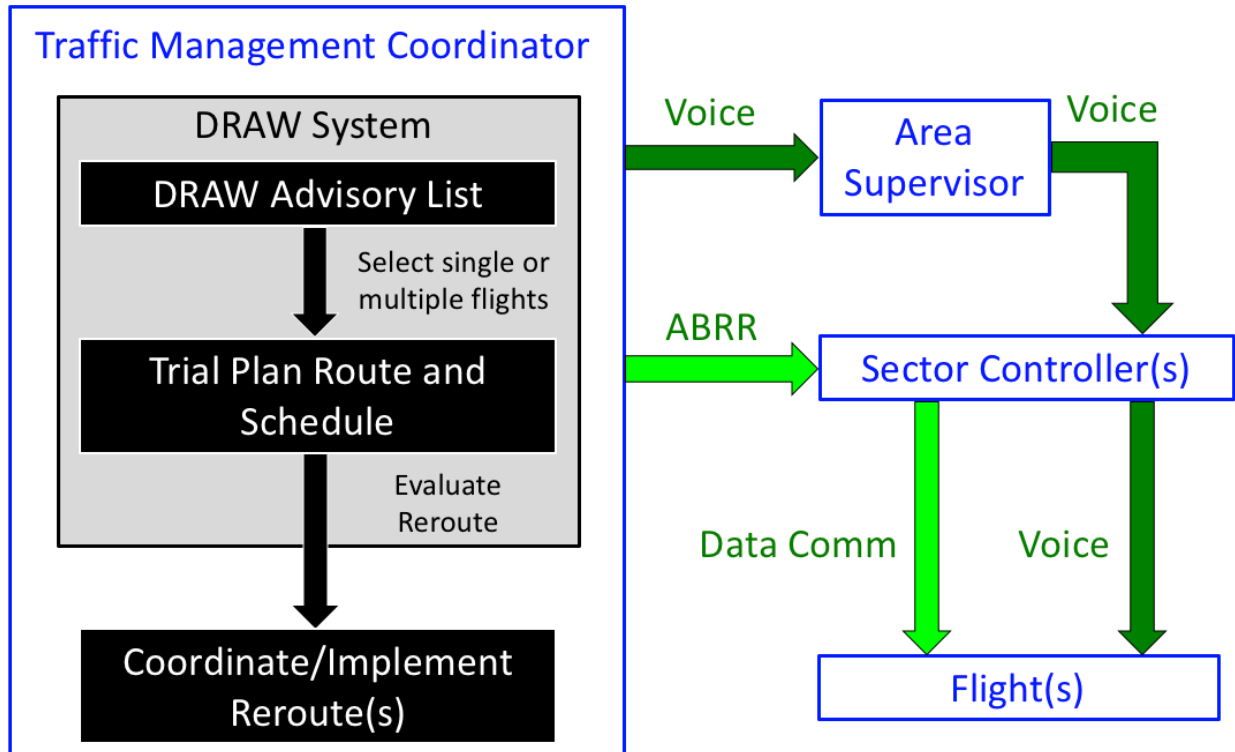 Traffic Management Coordinator
DRAW System
DRAW Advisory List
Select single or
multiple flights
Trial Plan Route and
Schedule
Evaluate
Reroute
Coordinate/Implement
Reroute(s)
Voice
Area
Supervisor
Voice
ABRR
Sector Controller(s)
Data Comm
Voice
Flight(s)